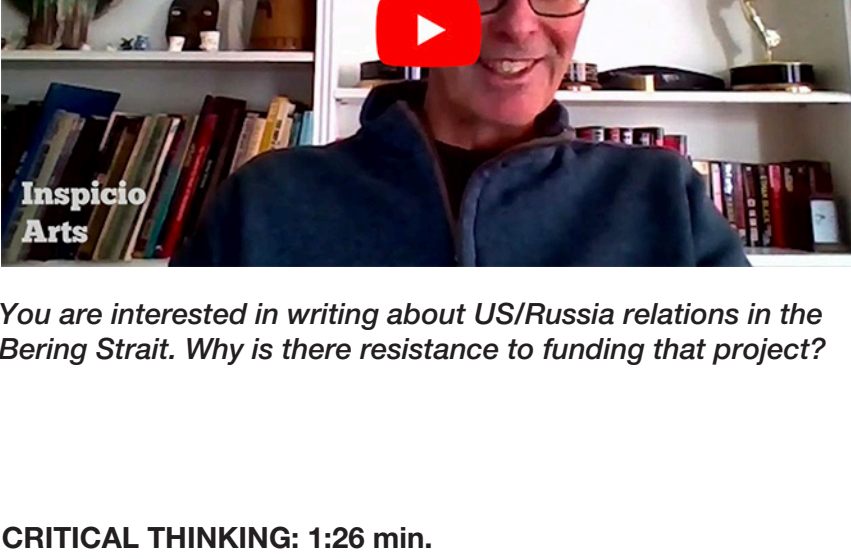 Inspicio
Arts
You are interested in writing about US/Russia relations in the
Bering Strait. Why is there resistance to funding that project?
CRITICAL THINKING: 1:26 min.